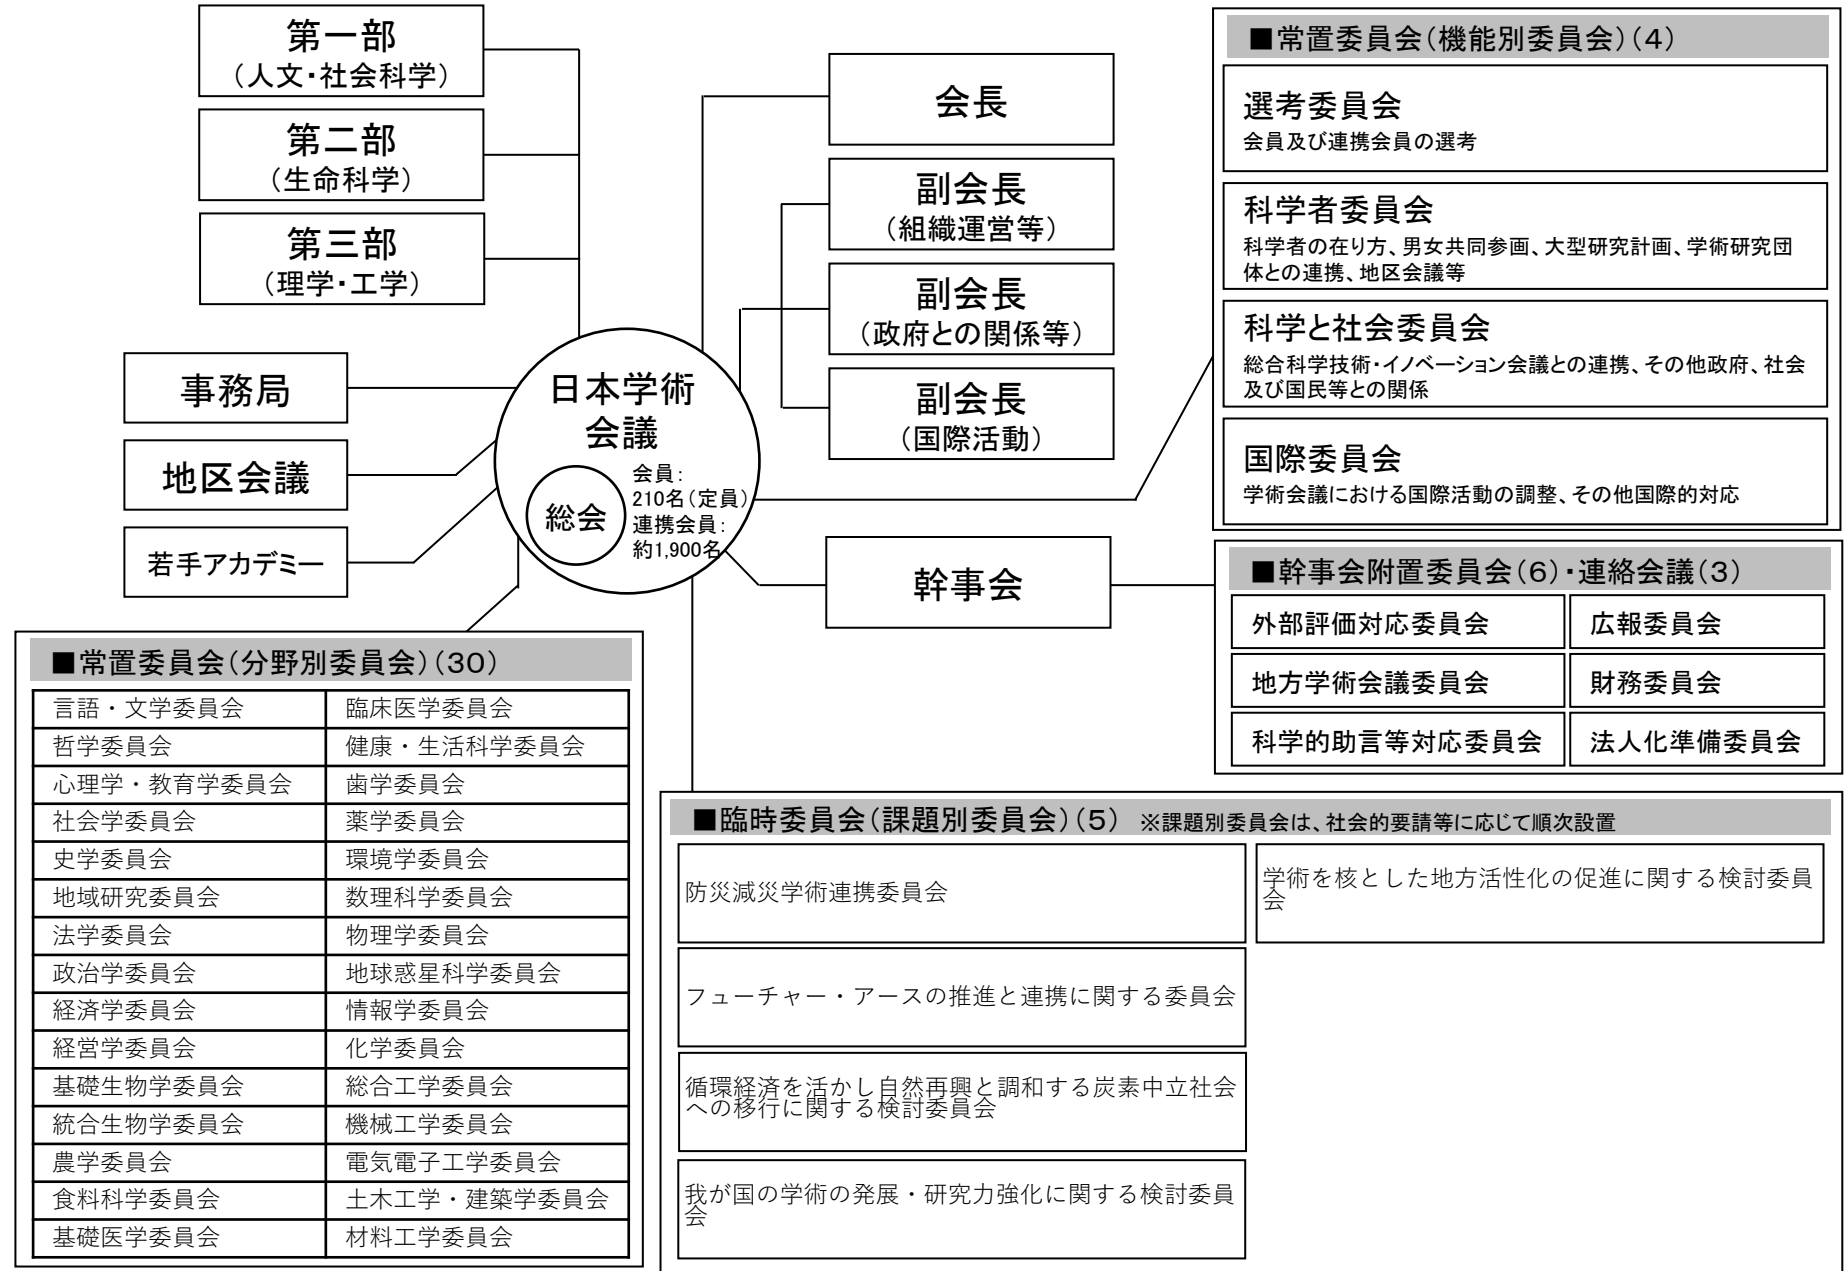 第一部
（人文・社会科学）
第二部
（生命科学）
第三部
（理学・工学）
事務局
地区会議
若手アカデミー
日本学術
会議
総会
会員：
210名（定員）
連携会員：
約1,900名
会長
副会長
（組織運営等）
副会長
（政府との関係等）
副会長
（国際活動）
幹事会
■常置委員会（機能別委員会）（4）
選考委員会
会員及び連携会員の選考
科学者委員会
科学者の在り方、男女共同参画、大型研究計画、学術研究団
体との連携、地区会議等
科学と社会委員会
総合科学技術・イノベーション会議との連携、その他政府、社会
及び国民等との関係
国際委員会
学術会議における国際活動の調整、その他国際的対応
■幹事会附置委員会（6）・連絡会議（3）
外部評価対応委員会
広報委員会
地方学術会議委員会
財務委員会
科学的助言等対応委員会
法人化準備委員会
■常置委員会（分野別委員会）（30）
言語・文学委員会
臨床医学委員会
哲学委員会
健康・生活科学委員会
心理学・教育学委員会
歯学委員会
社会学委員会
薬学委員会
史学委員会
環境学委員会
地域研究委員会
数理科学委員会
法学委員会
物理学委員会
政治学委員会
地球惑星科学委員会
経済学委員会
情報学委員会
経営学委員会
化学委員会
基礎生物学委員会
総合工学委員会
統合生物学委員会
機械工学委員会
農学委員会
電気電子工学委員会
食料科学委員会
土木工学・建築学委員会
基礎医学委員会
材料工学委員会
■臨時委員会（課題別委員会）（5） ※課題別委員会は、社会的要請等に応じて順次設置
防災減災学術連携委員会
学術を核とした地方活性化の促進に関する検討委員
会
フューチャー・アースの推進と連携に関する委員会
循環経済を活かし自然再興と調和する炭素中立社会
への移行に関する検討委員会
我が国の学術の発展・研究力強化に関する検討委員
会